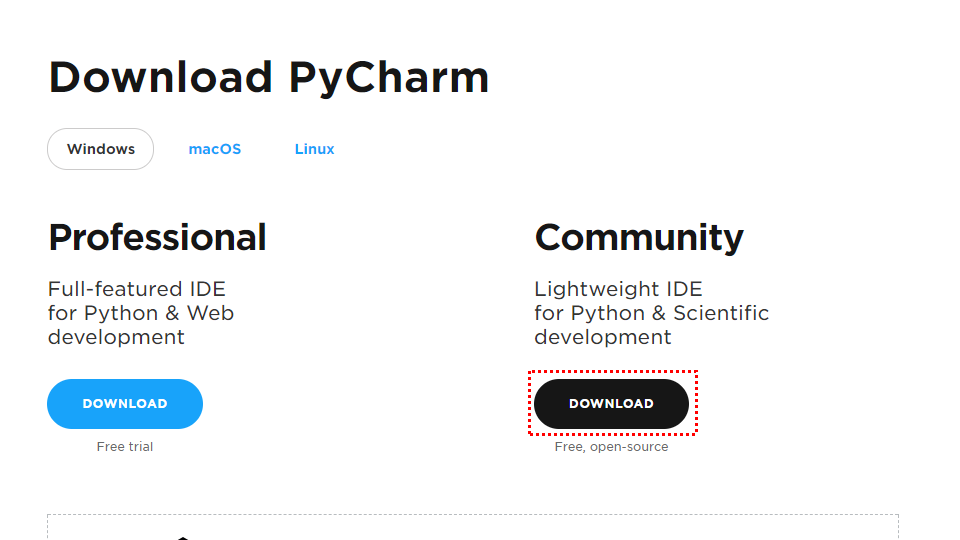 Download PyCharm
Windows
macOS
Linux
Professional
Full-featured IDE
for Python & Web
development
DOWNLOAD
Free trial
Community
Lightweight IDE
for Python & Scientific
development
DOWNLOAD
Free, open-source